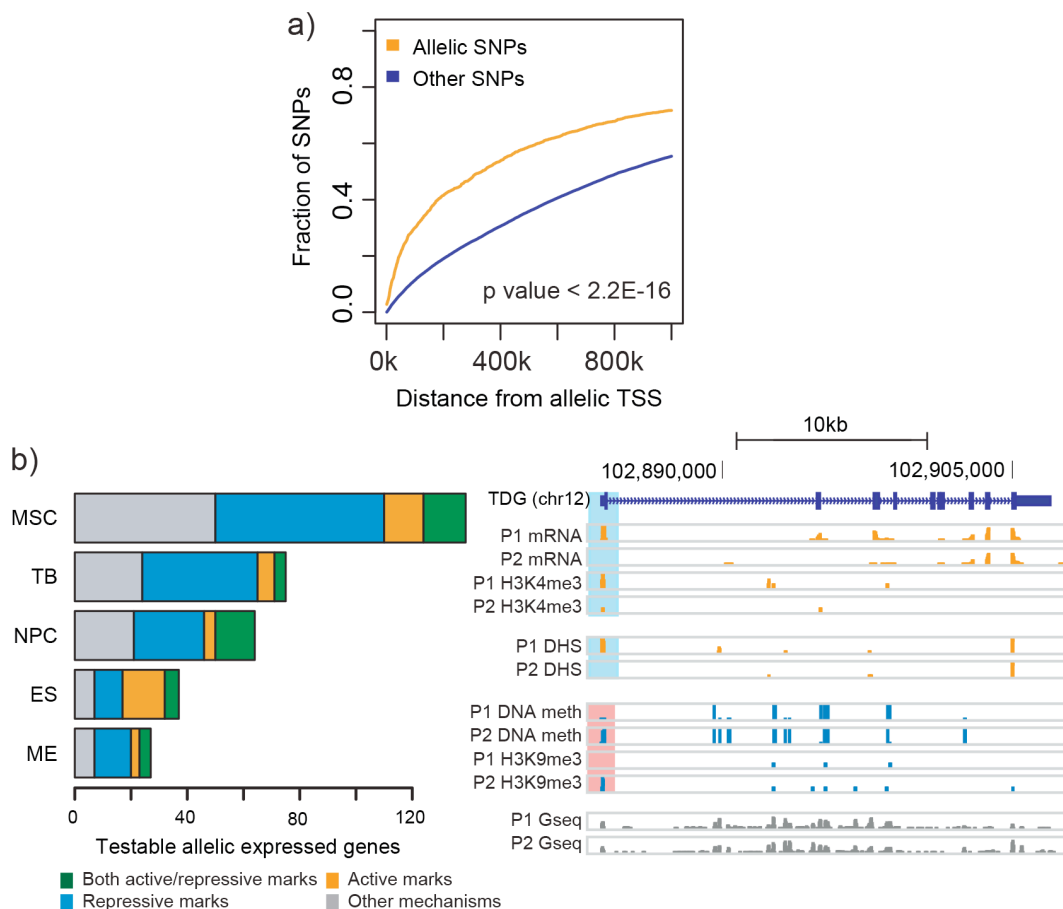 a)
Allelic SNPs
Other SNPs
Fraction of SNPs
0.8
0.4
0.0
p value < 2.2E-16
0k
400k
800k
Distance from allelic TSS
b)
MSC
TB
NPC
ES
ME
0
40
80
120
Testable allelic expressed genes
Both active/repressive marks
Active marks
Repressive marks
Other mechanisms
10kb
102,890,000
102,905,000
TDG (chr12)
P1 mRNA
P2 mRNA
P1 H3K4me3
P2 H3K4me3
P1 DHS
P2 DHS
P1 DNA meth
P2 DNA meth
P1 H3K9me3
P2 H3K9me3
P1 Gseq
P2 Gseq